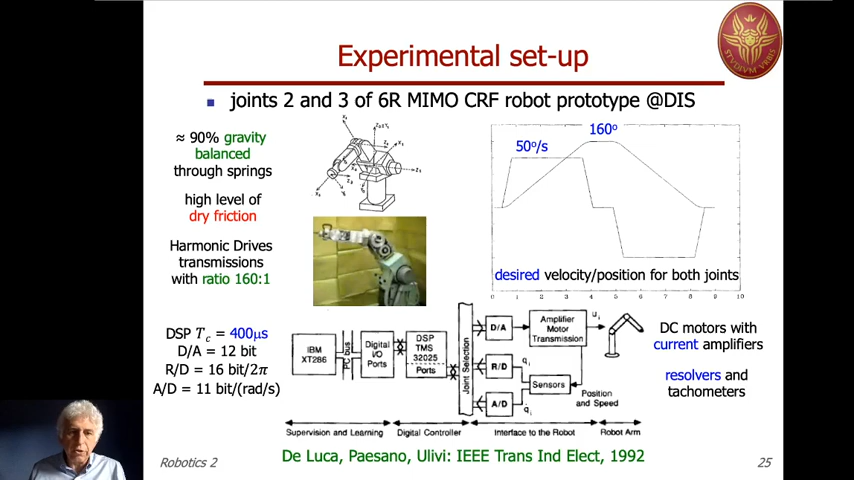 Experimental set-up
STVDIVM VRBIS
▪ joints 2 and 3 of 6R MIMO CRF robot prototype @DIS
≈ 90% gravity
balanced
through springs
high level of
dry friction
Harmonic Drives
transmissions
with ratio 160:1
160°
50°/s
desired velocity/position for both joints
0 1 2 3 4 5 6 7 8 9 10
DSP Tc = 400μs
D/A = 12 bit
R/D = 16 bit/2π
A/D = 11 bit/(rad/s)
IBM
XT286
PC bus
Digital
I/O
Ports
DSP
TMS
32025
Ports
Joint Selection
D/A
R/D
A/D
Amplifier
Motor
Transmission
Sensors
ui
qi
q̇i
Position
and Speed
Supervision and Learning
Digital Controller
Interface to the Robot
Robot Arm
DC motors with
current amplifiers
resolvers and
tachometers
De Luca, Paesano, Ulivi: IEEE Trans Ind Elect, 1992
Robotics 2
25